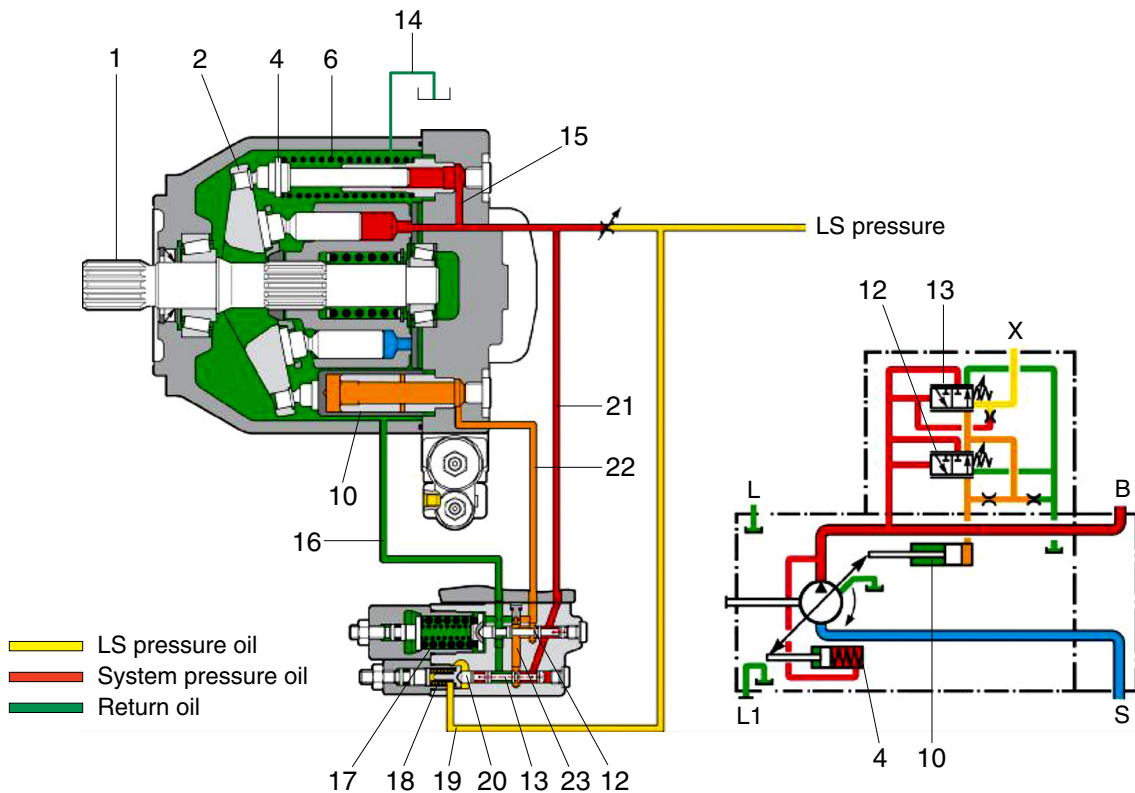 14
1 2 4 6
15
LS pressure
12 13
X
21
22
10
L B
16
LS pressure oil
System pressure oil
Return oil
L1 S
17 18 19 20 13 23 12
4 10